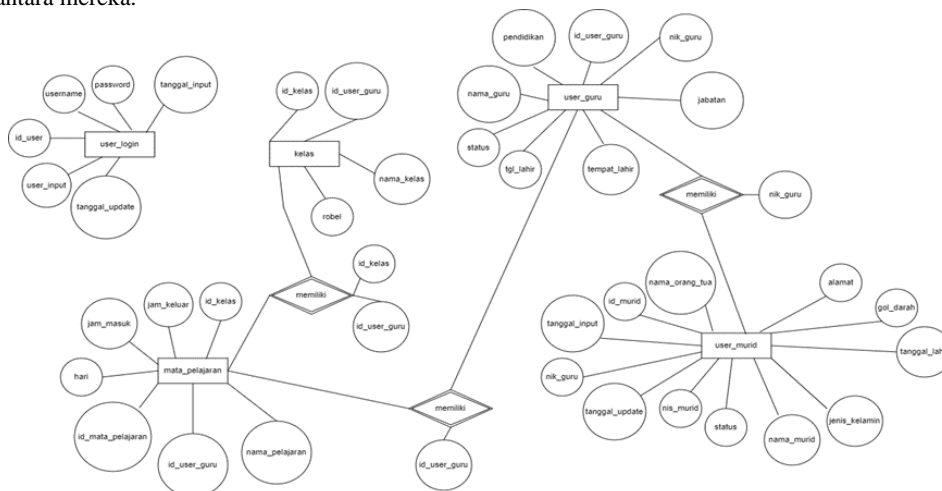 antara mereka.
pendidikan
id_user_guru
nik_guru
nama_guru
user_guru
jabatan
status
tgl_lahir
tempat_lahir
username
password
tanggal_input
id_user
user_login
user_input
tanggal_update
id_kelas
id_user_guru
kelas
nama_kelas
robel
memiliki
nik_guru
id_kelas
memiliki
id_user_guru
jam_masuk
jam_keluar
id_kelas
hari
mata_pelajaran
id_mata_pelajaran
id_user_guru
nama_pelajaran
memiliki
id_user_guru
nama_orang_tua
alamat
id_murid
gol_darah
tanggal_input
user_murid
tanggal_lah
nik_guru
tanggal_update
nis_murid
status
nama_murid
jenis_kelamin